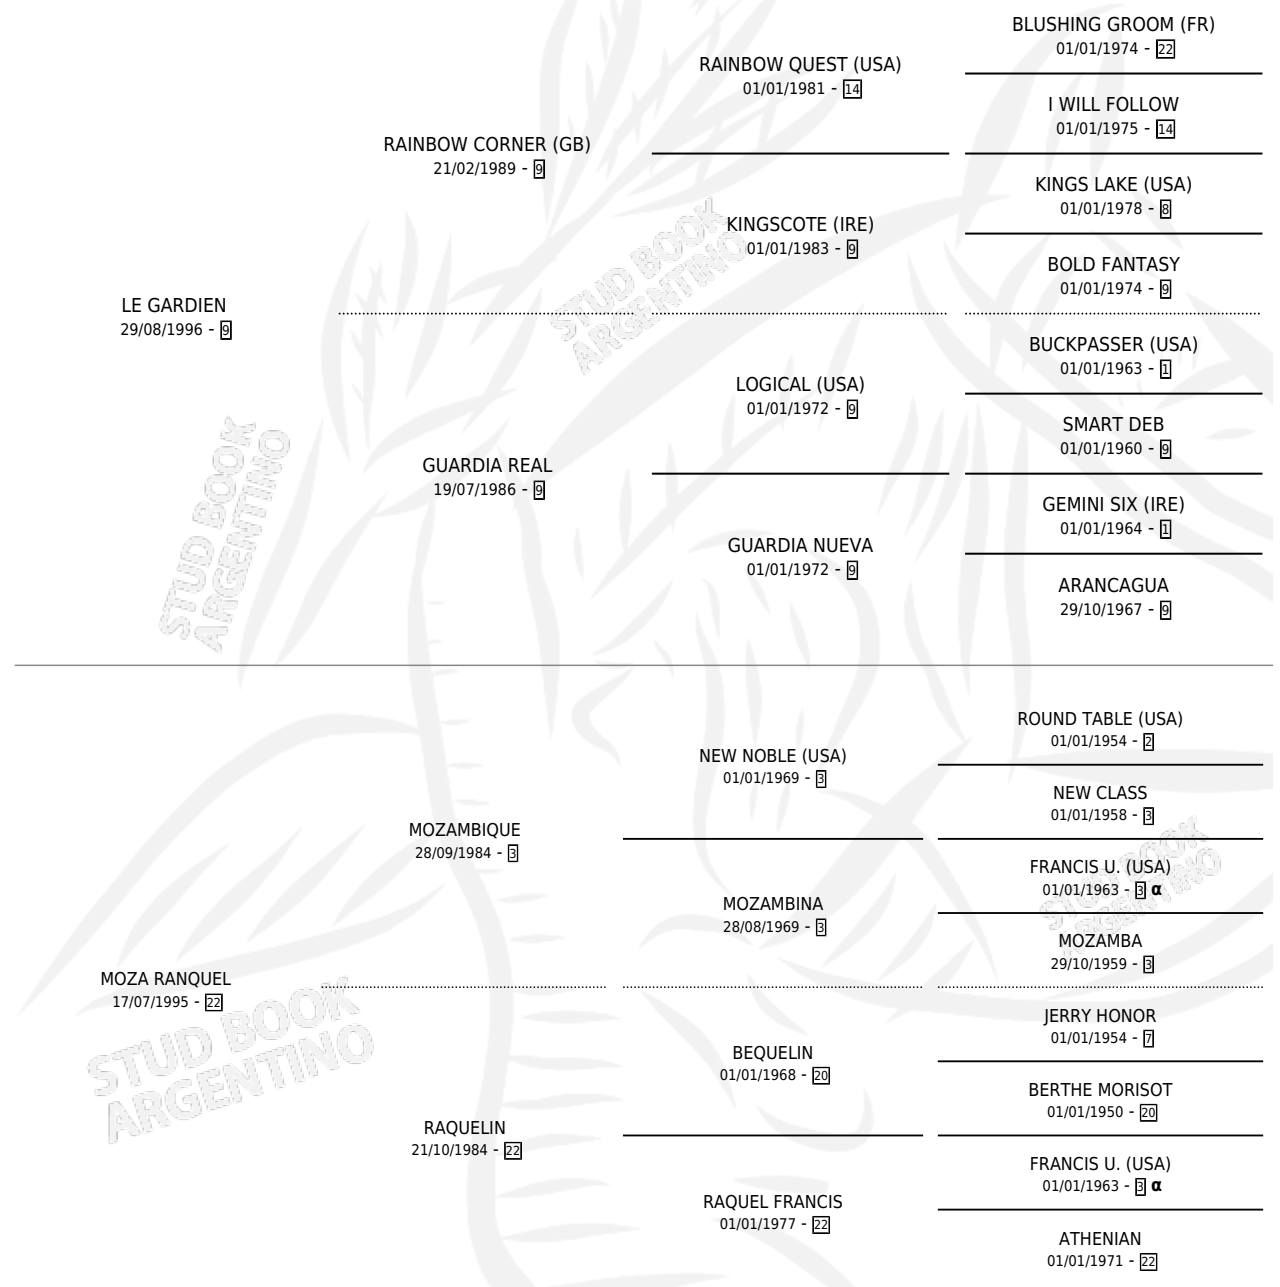 BLUSHING GROOM (FR)
01/01/1974 - 22
RAINBOW QUEST (USA)
01/01/1981 - 14
I WILL FOLLOW
01/01/1975 - 14
RAINBOW CORNER (GB)
21/02/1989 - 9
KINGS LAKE (USA)
01/01/1978 - 8
KINGSCOTE (IRE)
01/01/1983 - 9
BOLD FANTASY
01/01/1974 - 9
STUD BOOK
ARGENTINO
LE GARDIEN
29/08/1996 - 9
BUCKPASSER (USA)
01/01/1963 - 1
LOGICAL (USA)
01/01/1972 - 9
SMART DEB
01/01/1960 - 9
GUARDIA REAL
19/07/1986 - 9
GEMINI SIX (IRE)
01/01/1964 - 1
GUARDIA NUEVA
01/01/1972 - 9
ARANCAGUA
29/10/1967 - 9
STUD BOOK
ARGENTINO
ROUND TABLE (USA)
01/01/1954 - 2
NEW NOBLE (USA)
01/01/1969 - 3
NEW CLASS
01/01/1958 - 3
MOZAMBIQUE
28/09/1984 - 3
FRANCIS U. (USA)
01/01/1963 - 3 α
MOZAMBINA
28/08/1969 - 3
MOZAMBA
29/10/1959 - 3
STUD BOOK
ARGENTINO
MOZA RANQUEL
17/07/1995 - 22
JERRY HONOR
01/01/1954 - 7
BEQUELIN
01/01/1968 - 20
BERTHE MORISOT
01/01/1950 - 20
STUD BOOK
ARGENTINO
RAQUELIN
21/10/1984 - 22
FRANCIS U. (USA)
01/01/1963 - 3 α
RAQUEL FRANCIS
01/01/1977 - 22
ATHENIAN
01/01/1971 - 22